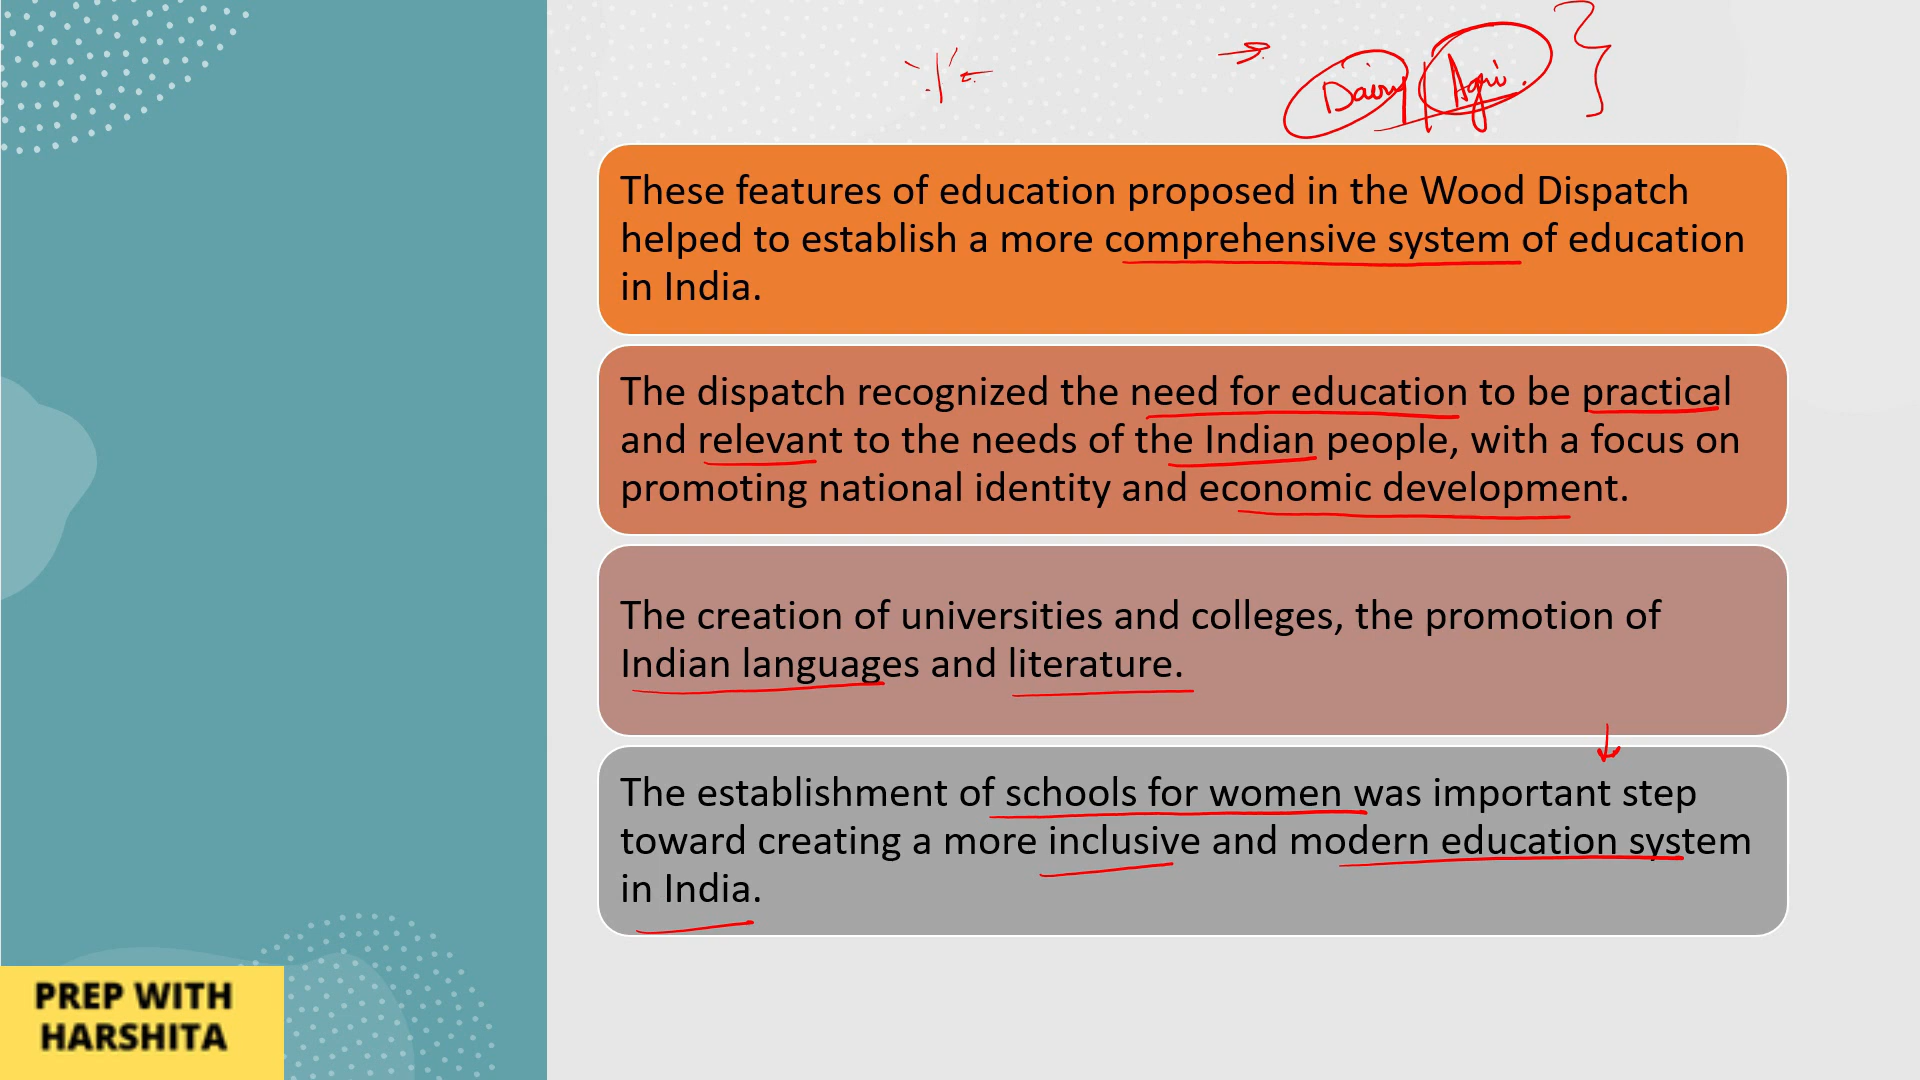 Dairy Agri.
These features of education proposed in the Wood Dispatch
helped to establish a more comprehensive system of education
in India.
The dispatch recognized the need for education to be practical
and relevant to the needs of the Indian people, with a focus on
promoting national identity and economic development.
The creation of universities and colleges, the promotion of
Indian languages and literature.
The establishment of schools for women was important step
toward creating a more inclusive and modern education system
in India.
PREP WITH
HARSHITA